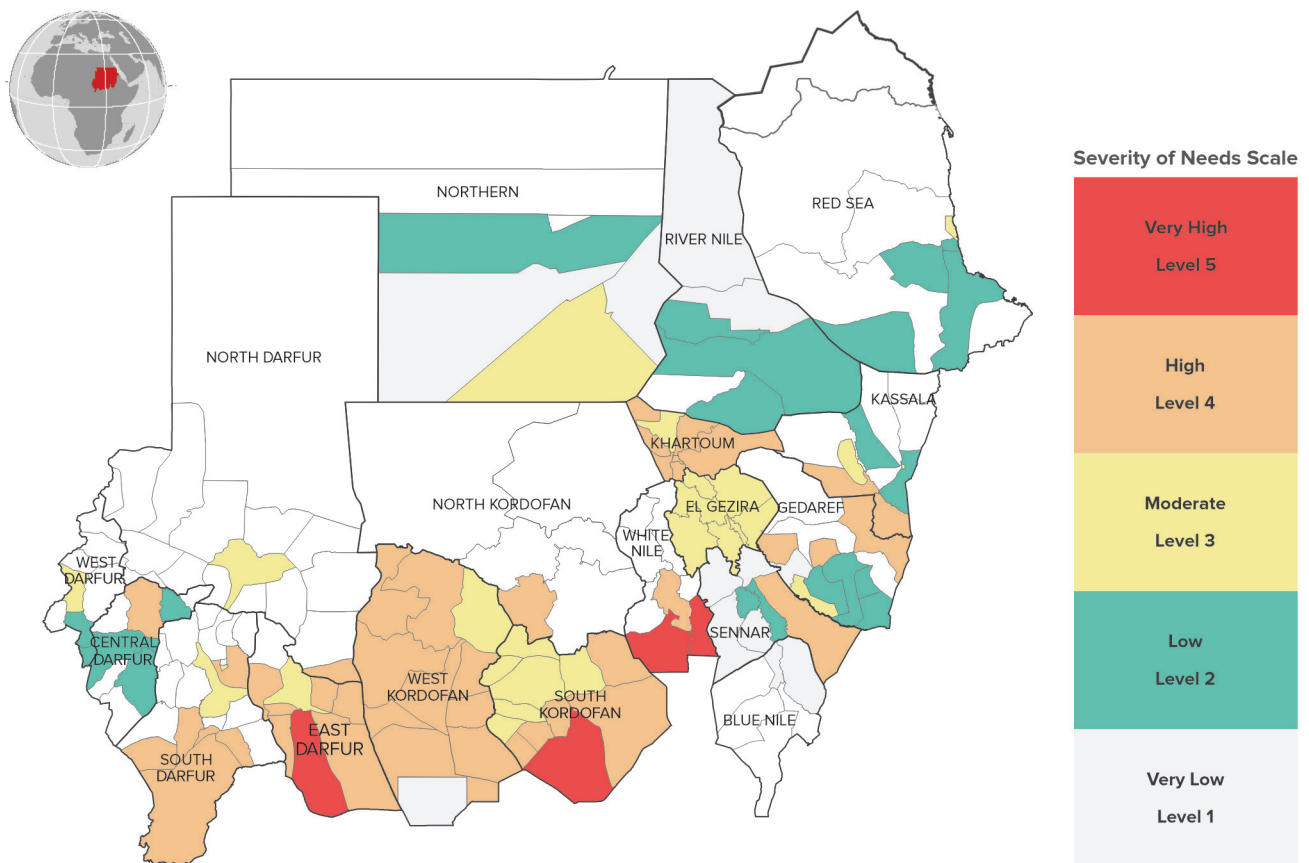 NORTHERN
RED SEA
RIVER NILE
NORTH DARFUR
KASSALA
KHARTOUM
NORTH KORDOFAN
EL GEZIRA
GEDAREF
WHITE
NILE
WEST
DARFUR
SENNAR
CENTRAL
DARFUR
WEST
KORDOFAN
SOUTH
KORDOFAN
BLUE NILE
EAST
DARFUR
SOUTH
DARFUR
Severity of Needs Scale
Very High
Level 5
High
Level 4
Moderate
Level 3
Low
Level 2
Very Low
Level 1